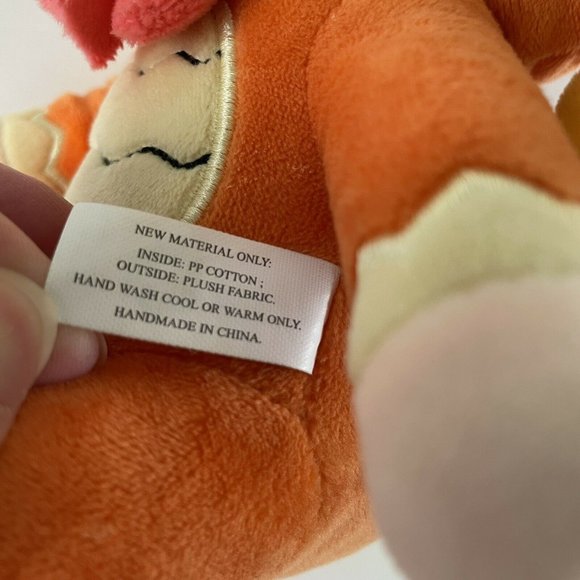 NEW MATERIAL ONLY:
INSIDE: PP COTTON ;
OUTSIDE: PLUSH FABRIC.
HAND WASH COOL OR WARM ONLY.
HANDMADE IN CHINA.